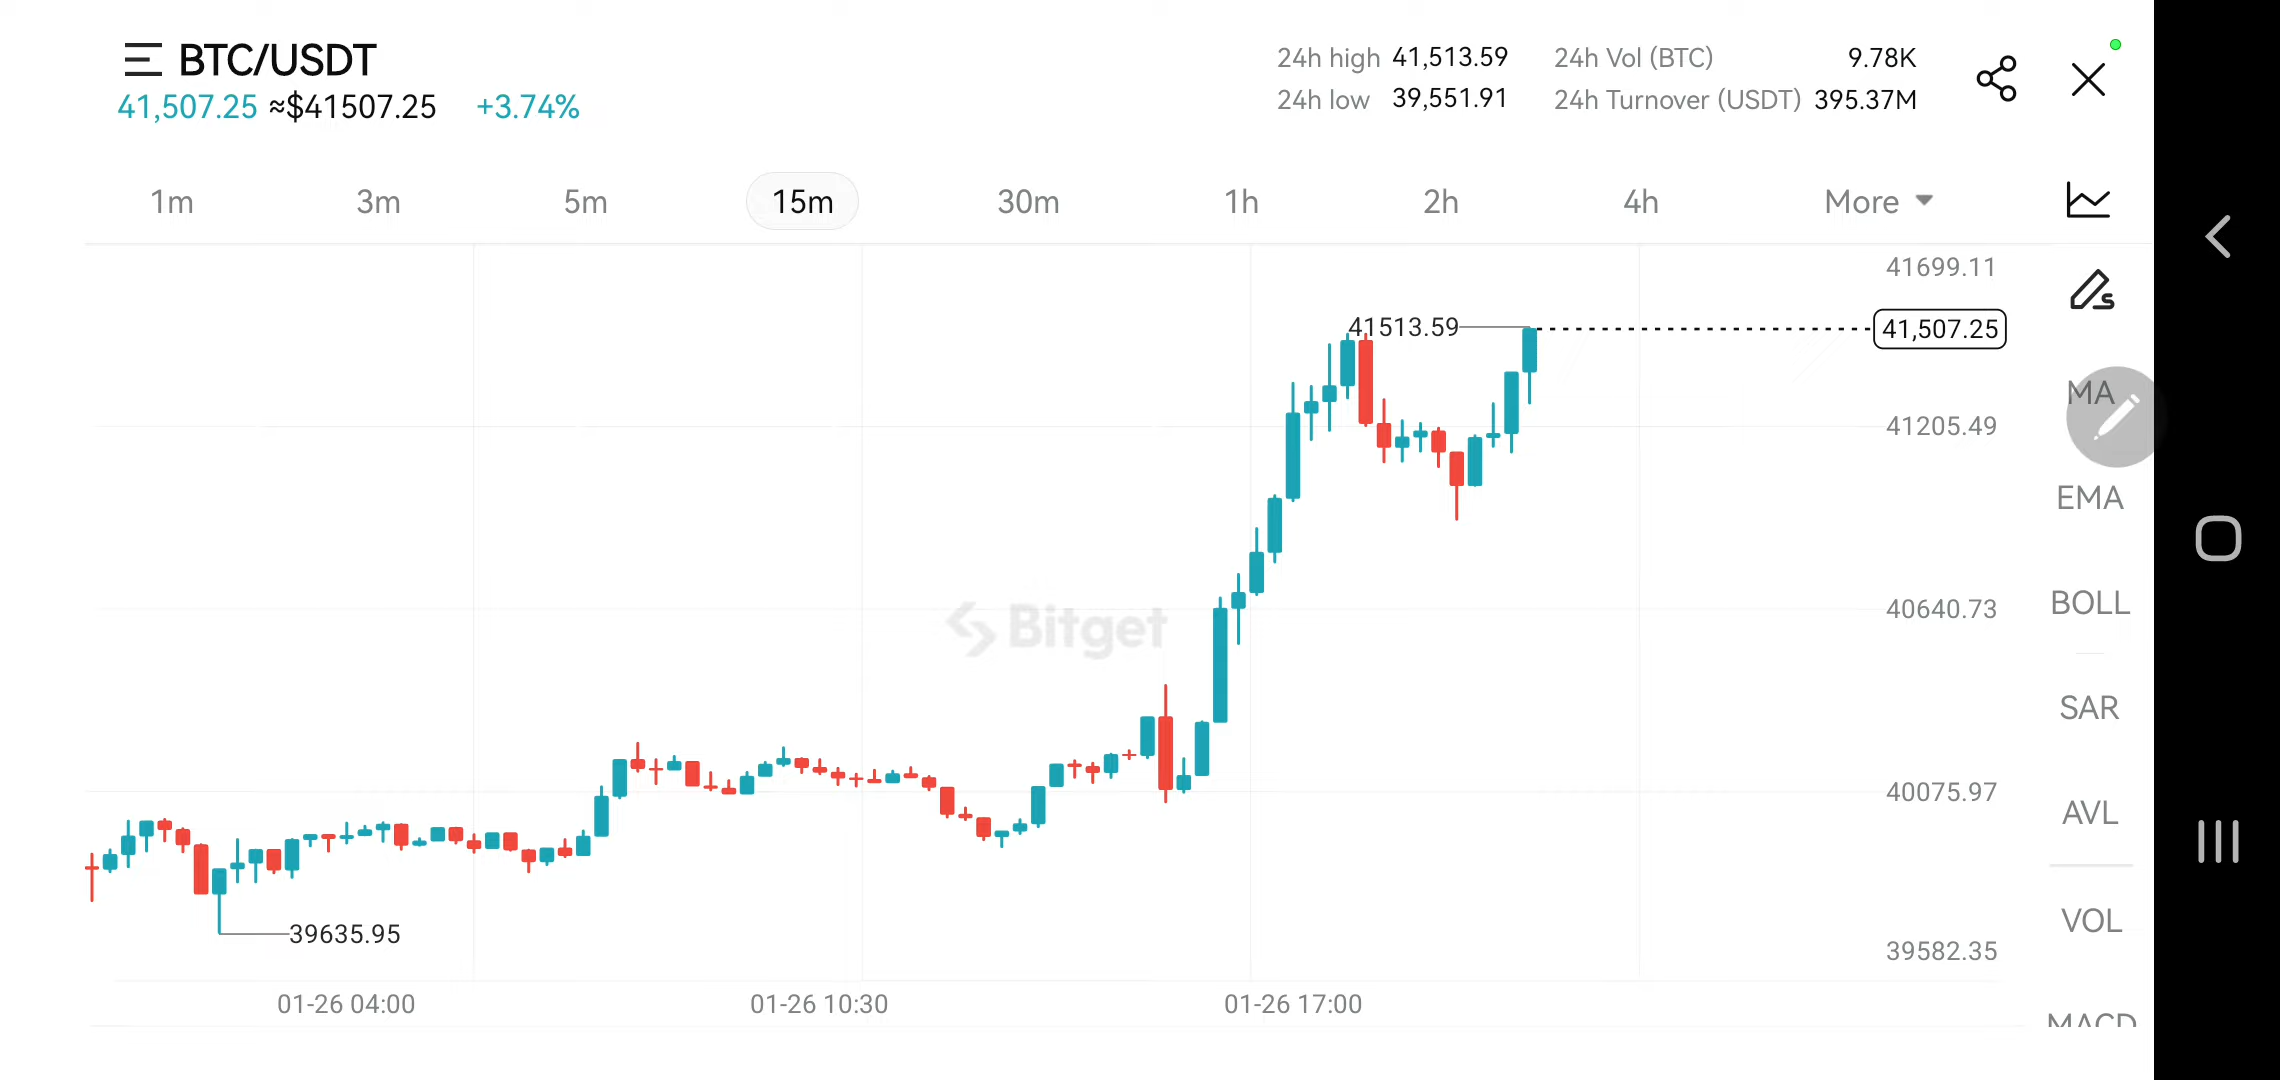 BTC/USDT
41,507.25 ≈$41507.25 +3.74%
24h high 41,513.59 24h Vol (BTC) 9.78K
24h low 39,551.91 24h Turnover (USDT) 395.37M
1m 3m 5m 15m 30m 1h 2h 4h More
41699.11
41513.59
41,507.25
MA
41205.49
EMA
BOLL
40640.73
Bitget
SAR
40075.97
AVL
VOL
39635.95
39582.35
01-26 04:00 01-26 10:30 01-26 17:00
MACD